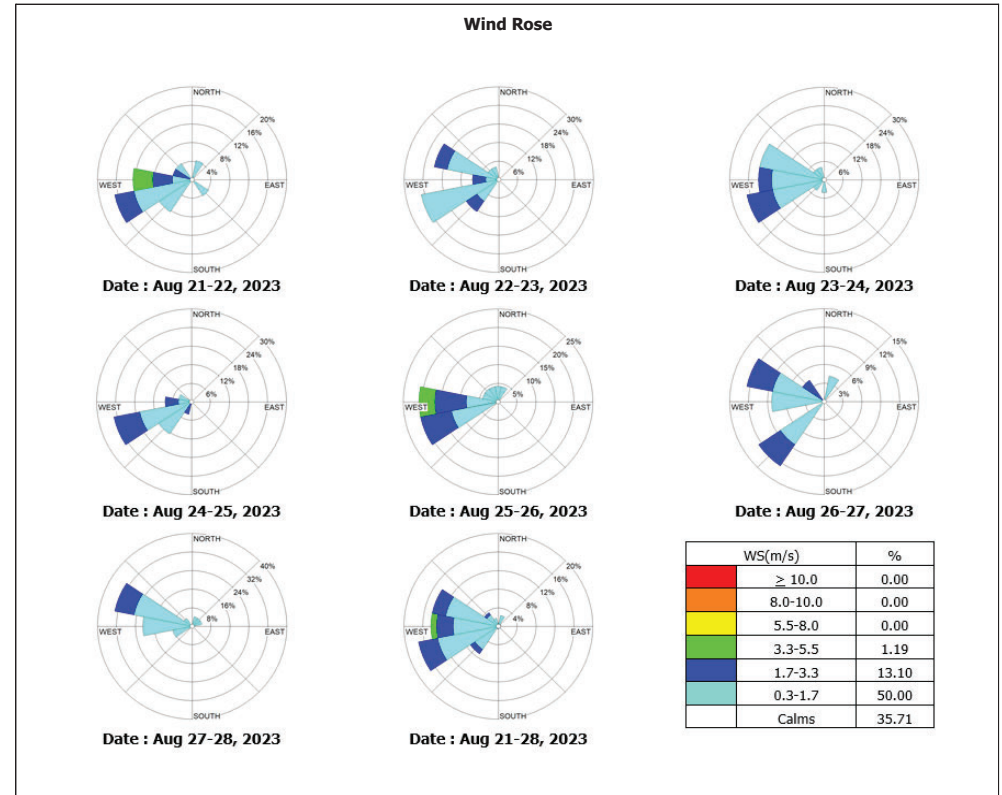 Wind Rose
NORTH
20%
16%
12%
8%
4%
WEST
EAST
SOUTH
Date : Aug 21-22, 2023
NORTH
30%
24%
18%
12%
6%
WEST
EAST
SOUTH
Date : Aug 22-23, 2023
NORTH
30%
24%
18%
12%
6%
WEST
EAST
SOUTH
Date : Aug 23-24, 2023
NORTH
30%
24%
18%
12%
6%
WEST
EAST
SOUTH
Date : Aug 24-25, 2023
NORTH
25%
20%
15%
10%
5%
WEST
EAST
SOUTH
Date : Aug 25-26, 2023
NORTH
15%
12%
9%
6%
3%
WEST
EAST
SOUTH
Date : Aug 26-27, 2023
NORTH
40%
32%
24%
16%
8%
WEST
EAST
SOUTH
Date : Aug 27-28, 2023
NORTH
20%
16%
12%
8%
4%
WEST
EAST
SOUTH
Date : Aug 21-28, 2023
WS(m/s) %
≥ 10.0 0.00
8.0-10.0 0.00
5.5-8.0 0.00
3.3-5.5 1.19
1.7-3.3 13.10
0.3-1.7 50.00
Calms 35.71